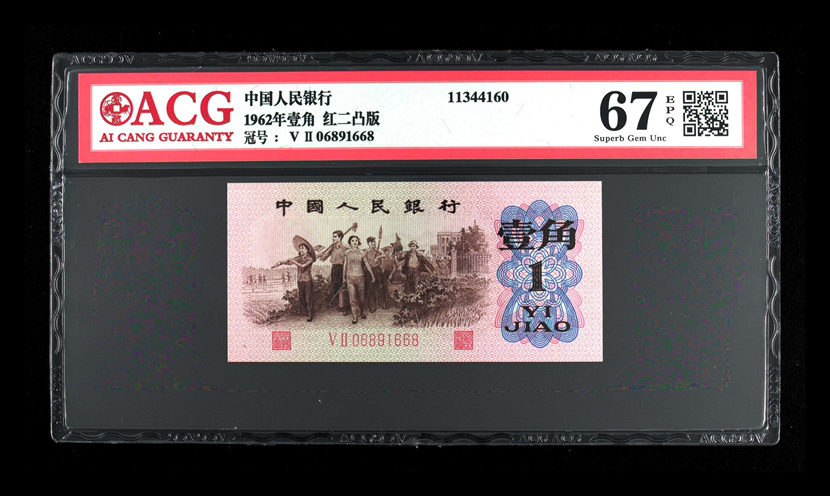 ACG
AI CANG GUARANTY
中国人民银行
1962年壹角 红二凸版
冠号： V II 06891668
11344160
67
EPQ
Superb Gem Unc
中國人民銀行
壹角
1
YI
JIAO
V II 06891668